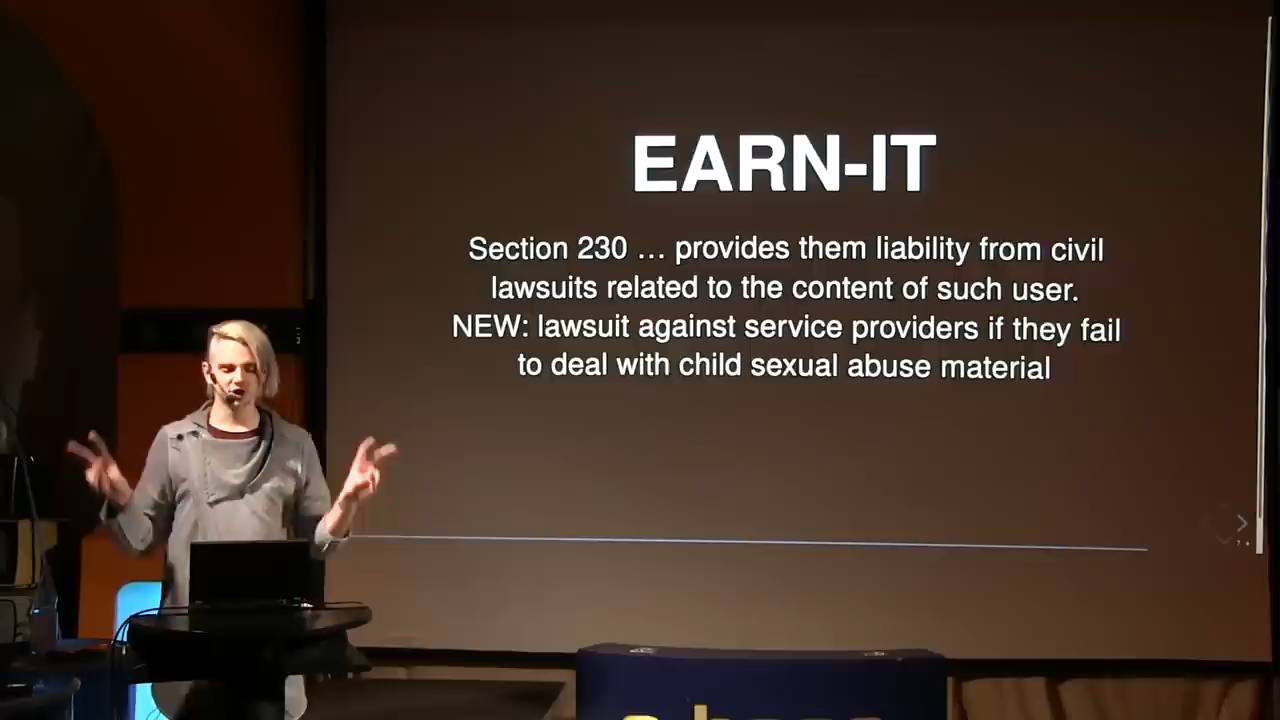 EARN-IT
Section 230 … provides them liability from civil
lawsuits related to the content of such user.
NEW: lawsuit against service providers if they fail
to deal with child sexual abuse material